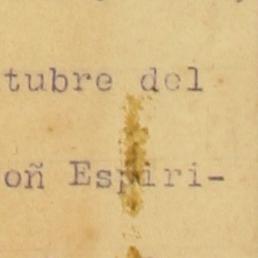 tubre del
oñ Espiri-